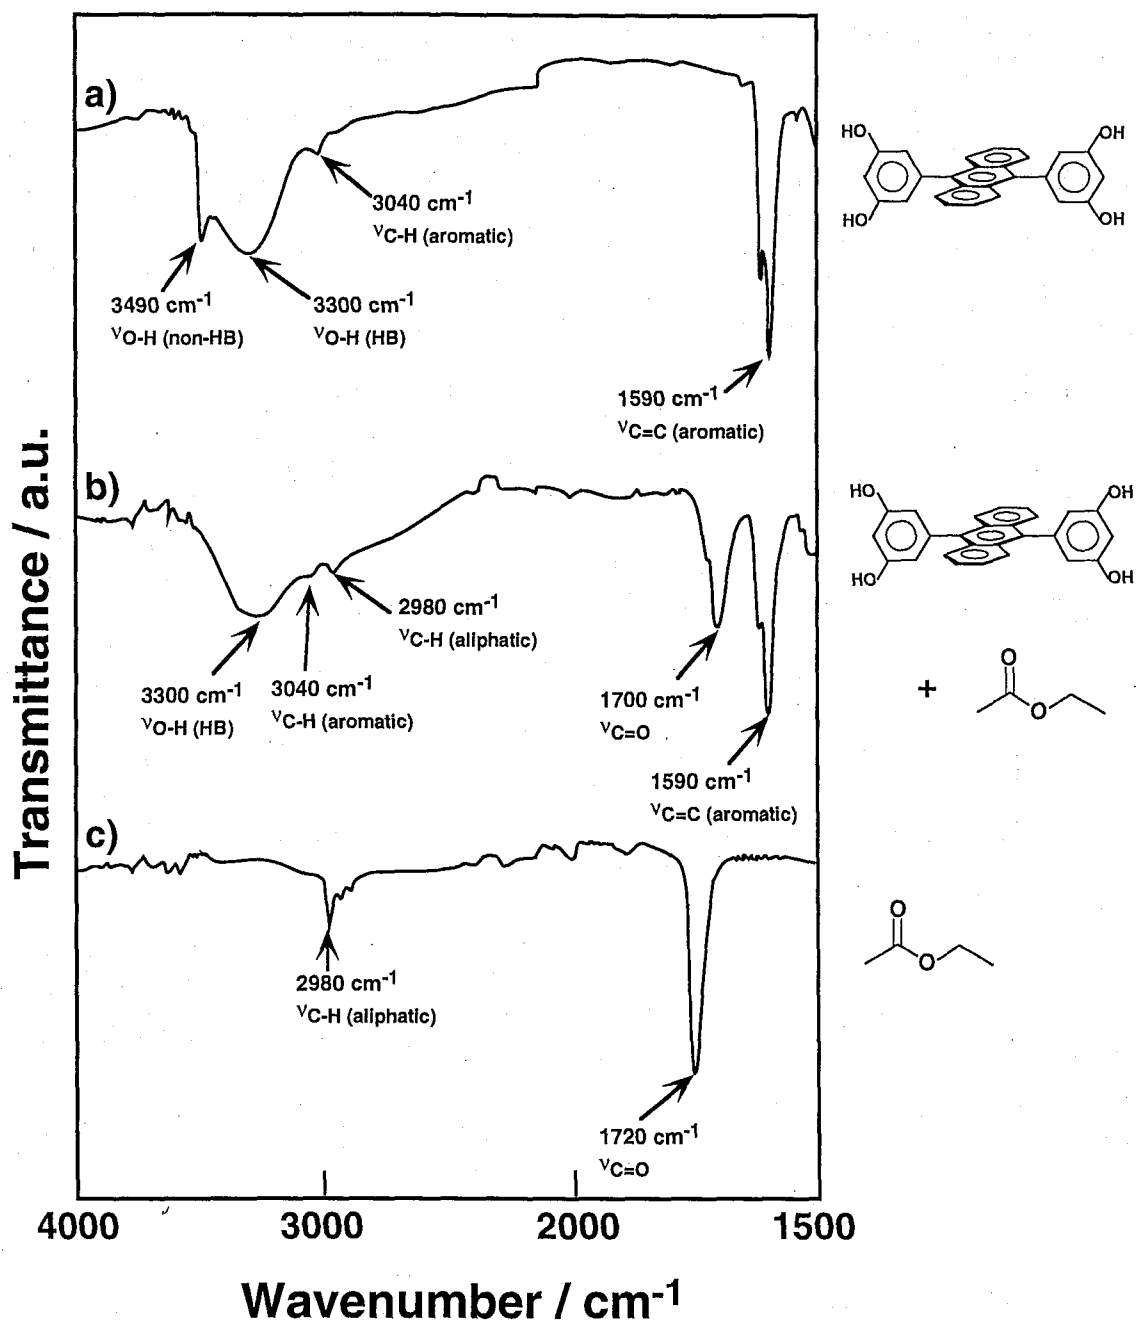 Transmittance / a.u.
a)
3040 cm-1
νC-H (aromatic)
3490 cm-1
νO-H (non-HB)
3300 cm-1
νO-H (HB)
1590 cm-1
νC=C (aromatic)
HO
OH
HO
OH
b)
2980 cm-1
νC-H (aliphatic)
3300 cm-1
νO-H (HB)
3040 cm-1
νC-H (aromatic)
1700 cm-1
νC=O
1590 cm-1
νC=C (aromatic)
HO
OH
HO
OH
+
O
O
c)
2980 cm-1
νC-H (aliphatic)
1720 cm-1
νC=O
O
O
4000 3000 2000 1500
Wavenumber / cm-1